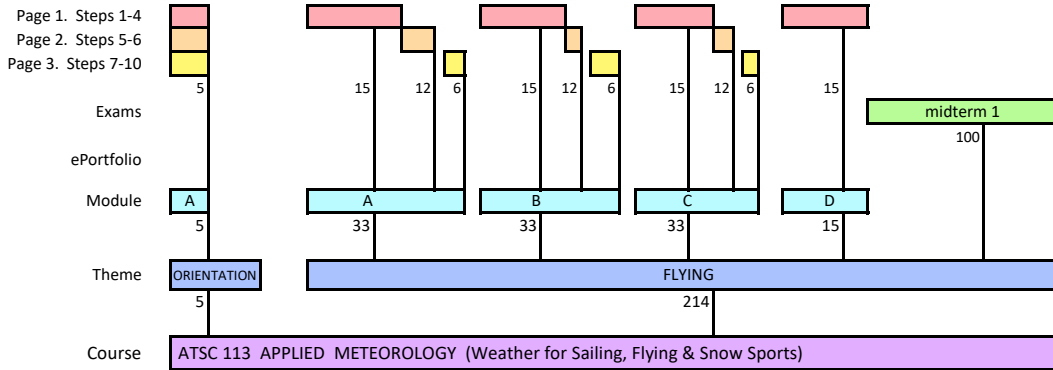 Page 1. Steps 1-4
Page 2. Steps 5-6
Page 3. Steps 7-10
5 15 12 6 15 12 6 15 12 6 15
Exams midterm 1
100
ePortfolio
Module A A B C D
5 33 33 33 15
Theme ORIENTATION FLYING
5 214
Course ATSC 113 APPLIED METEOROLOGY (Weather for Sailing, Flying & Snow Sports)